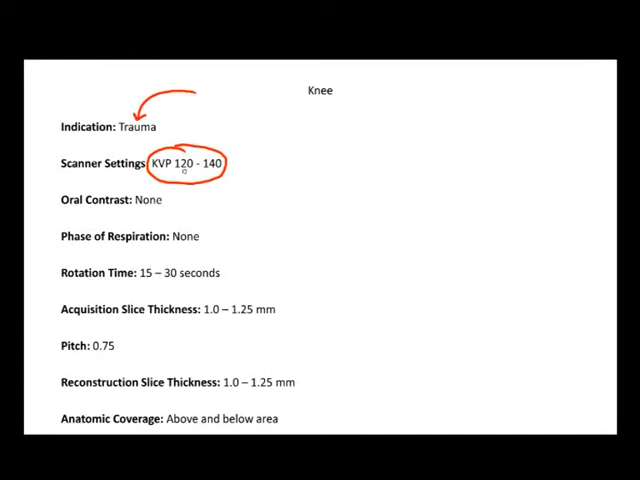 Knee
Indication: Trauma
Scanner Settings: KVP 120 - 140
Oral Contrast: None
Phase of Respiration: None
Rotation Time: 15 – 30 seconds
Acquisition Slice Thickness: 1.0 – 1.25 mm
Pitch: 0.75
Reconstruction Slice Thickness: 1.0 – 1.25 mm
Anatomic Coverage: Above and below area